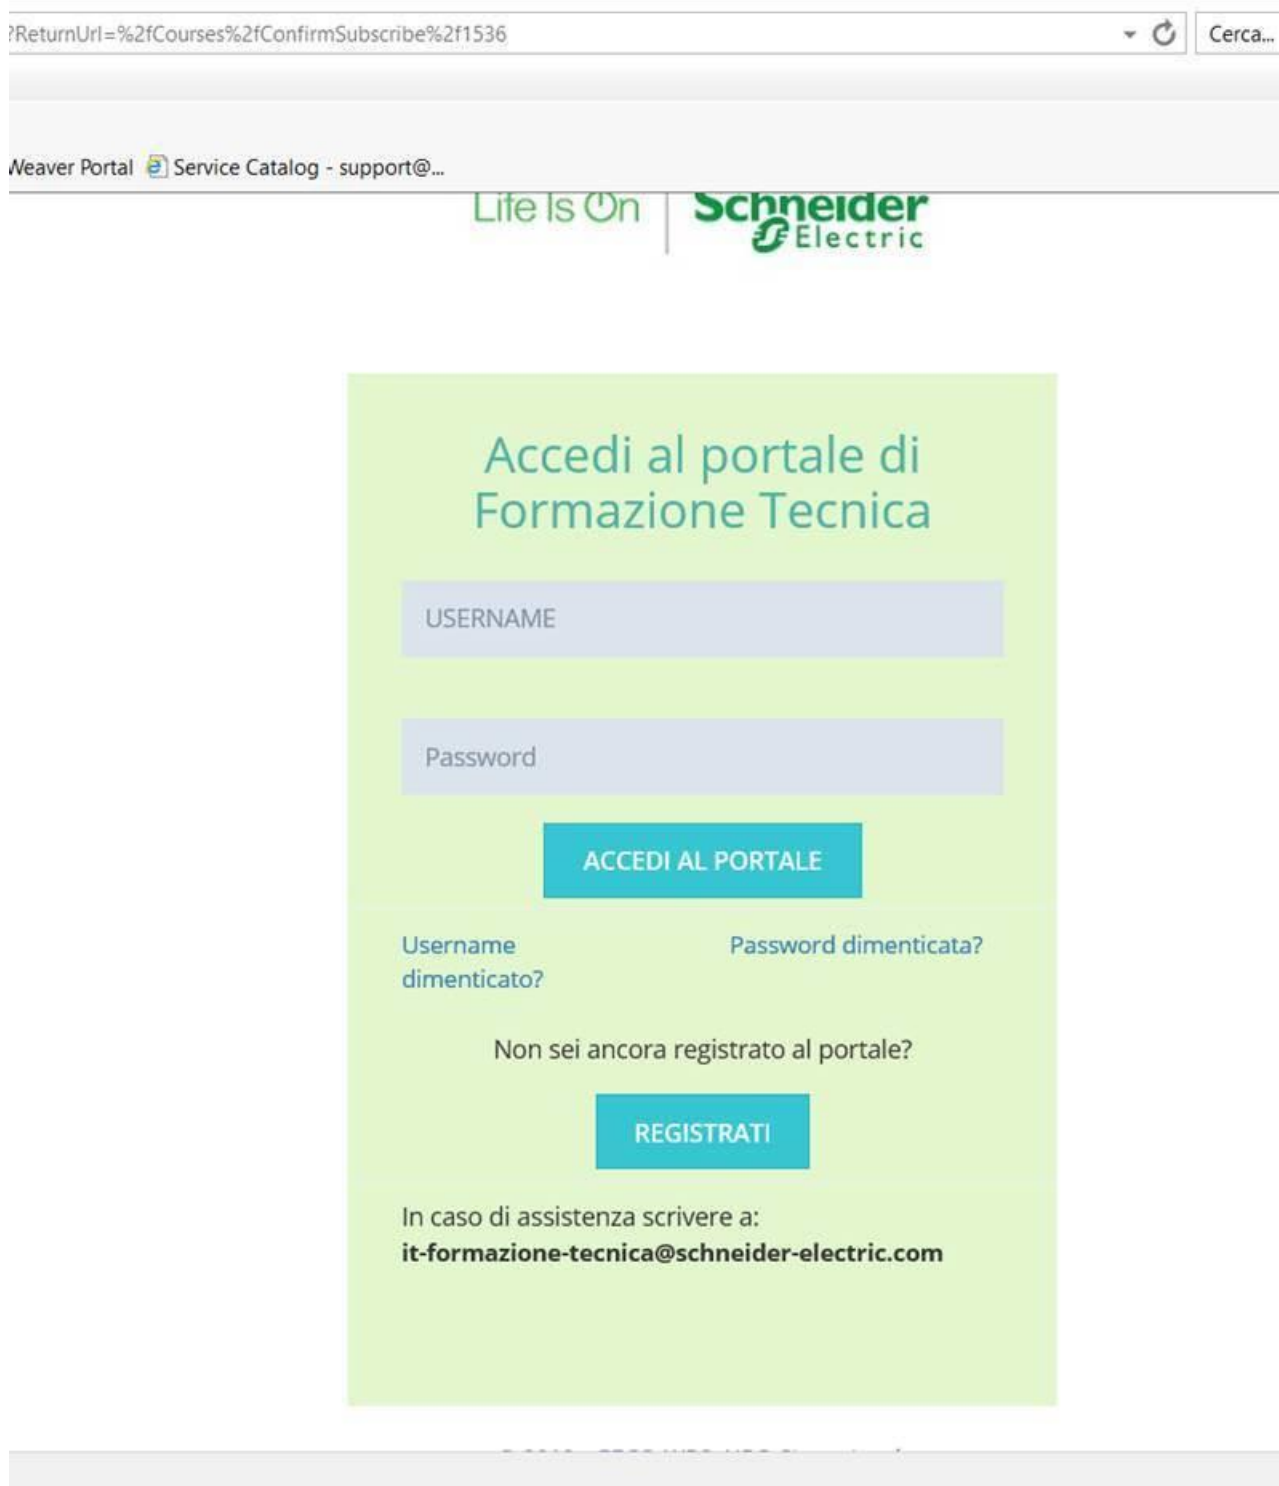 ?ReturnUrl=%2fCourses%2fConfirmSubscribe%2f1536
Cerca...
Weaver Portal Service Catalog - support@...
Life Is On Schneider
Electric
Accedi al portale di
Formazione Tecnica
USERNAME
Password
ACCEDI AL PORTALE
Username Password dimenticata?
dimenticato?
Non sei ancora registrato al portale?
REGISTRATI
In caso di assistenza scrivere a:
it-formazione-tecnica@schneider-electric.com